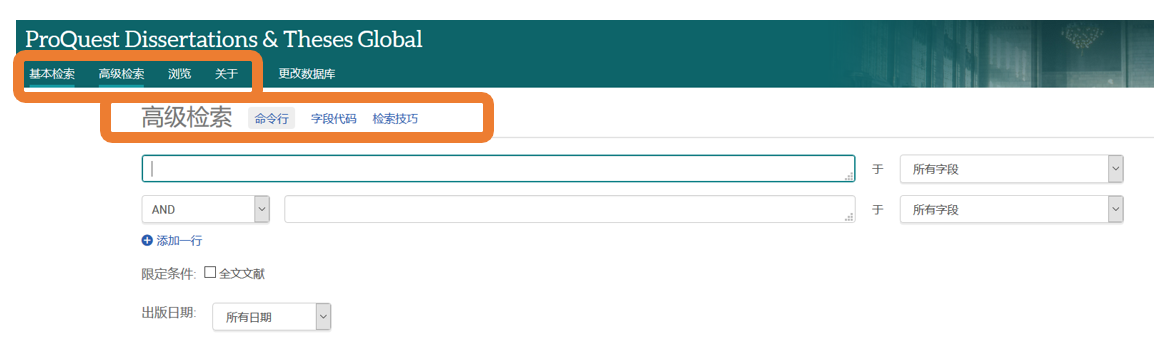 ProQuest Dissertations & Theses Global
基本检索 高级检索 浏览 关于 更改数据库
高级检索 命令行 字段代码 检索技巧
于 所有字段
AND 于 所有字段
添加一行
限定条件: 全文文献
出版日期: 所有日期